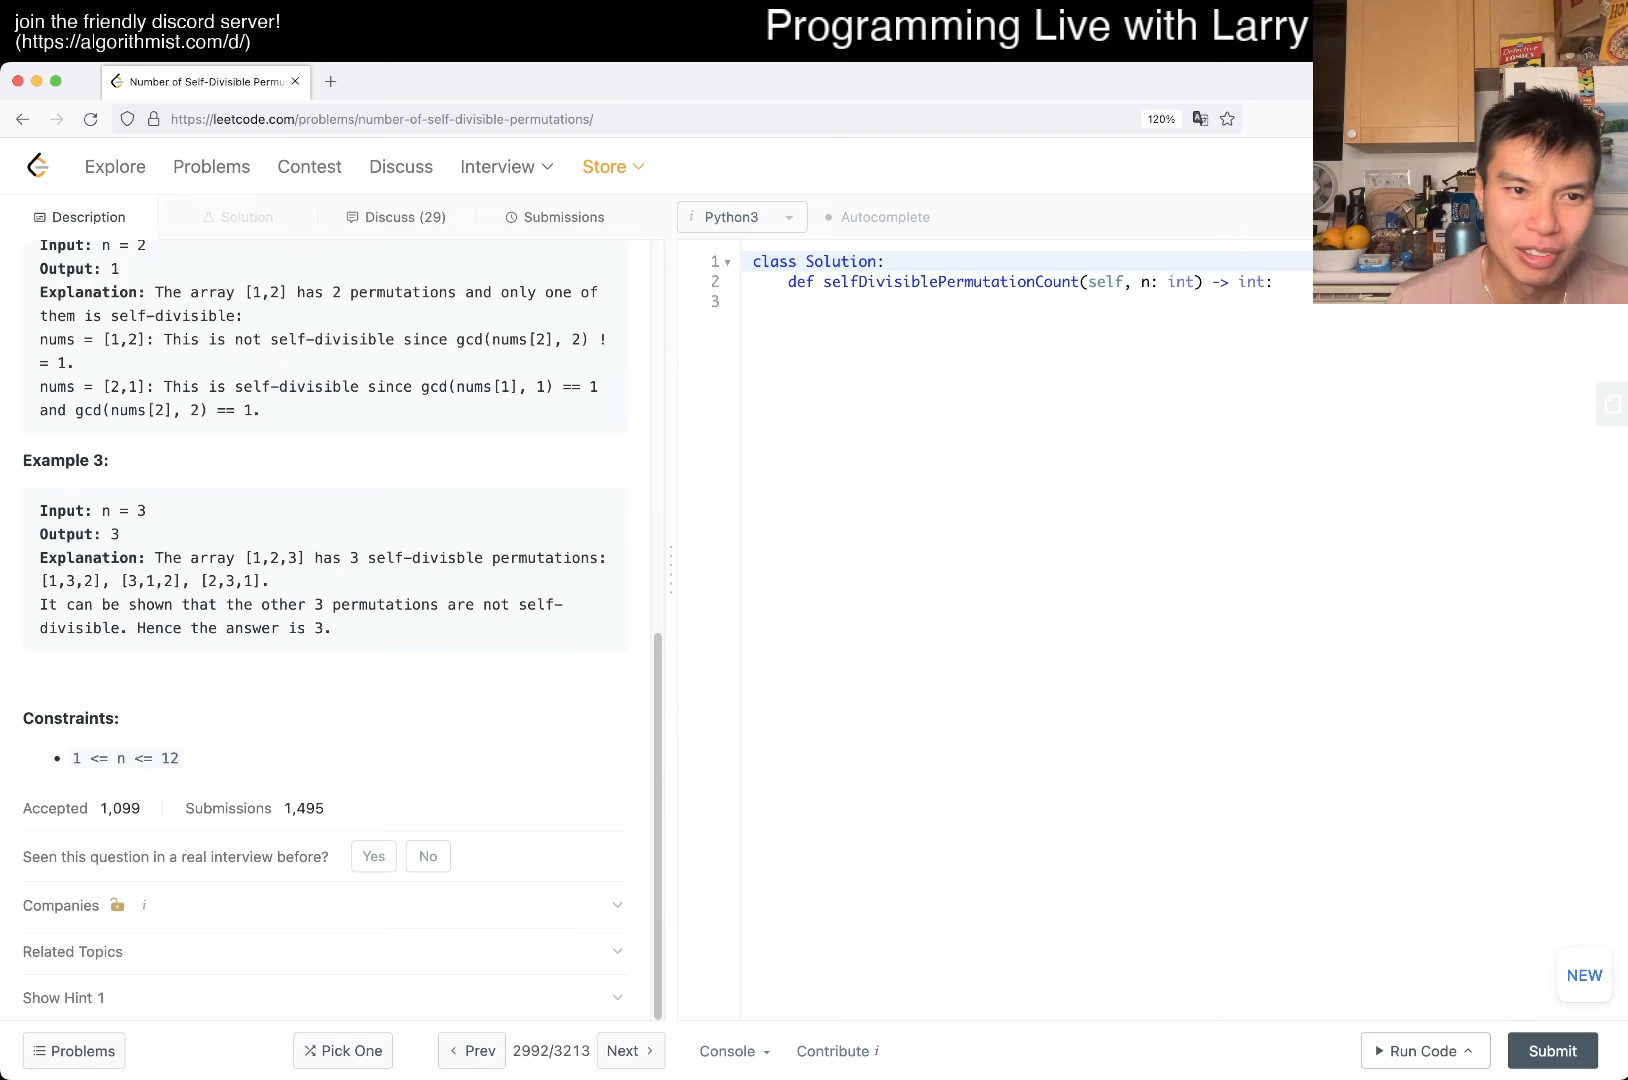 join the friendly discord server!
(https://algorithmist.com/d/)
Programming Live with Larry
Number of Self-Divisible Permu
https://leetcode.com/problems/number-of-self-divisible-permutations/
120%
Explore
Problems
Contest
Discuss
Interview
Store
Description
Solution
Discuss (29)
Submissions
i Python3
Autocomplete
Input: n = 2
Output: 1
Explanation: The array [1,2] has 2 permutations and only one of
them is self-divisible:
nums = [1,2]: This is not self-divisible since gcd(nums[2], 2) !
= 1.
nums = [2,1]: This is self-divisible since gcd(nums[1], 1) == 1
and gcd(nums[2], 2) == 1.
Example 3:
Input: n = 3
Output: 3
Explanation: The array [1,2,3] has 3 self-divisble permutations:
[1,3,2], [3,1,2], [2,3,1].
It can be shown that the other 3 permutations are not self-
divisible. Hence the answer is 3.
Constraints:
• 1 <= n <= 12
Accepted 1,099
Submissions 1,495
Seen this question in a real interview before?
Yes
No
Companies i
Related Topics
Show Hint 1
1 class Solution:
2 def selfDivisiblePermutationCount(self, n: int) -> int:
3
Detective
COMICS
NEW
Problems
Pick One
Prev
2992/3213
Next
Console
Contribute i
Run Code
Submit